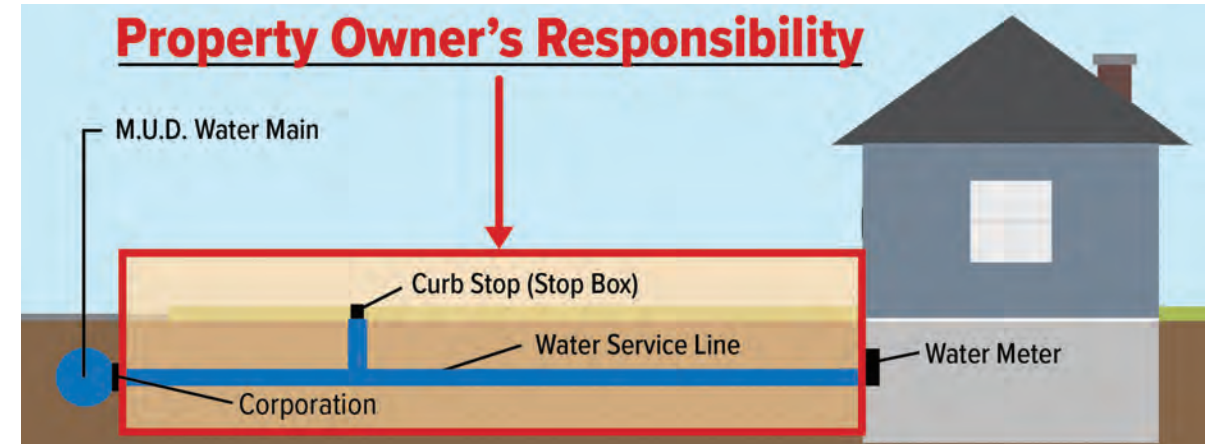 Property Owner's Responsibility
M.U.D. Water Main
Curb Stop (Stop Box)
Water Service Line
Water Meter
Corporation